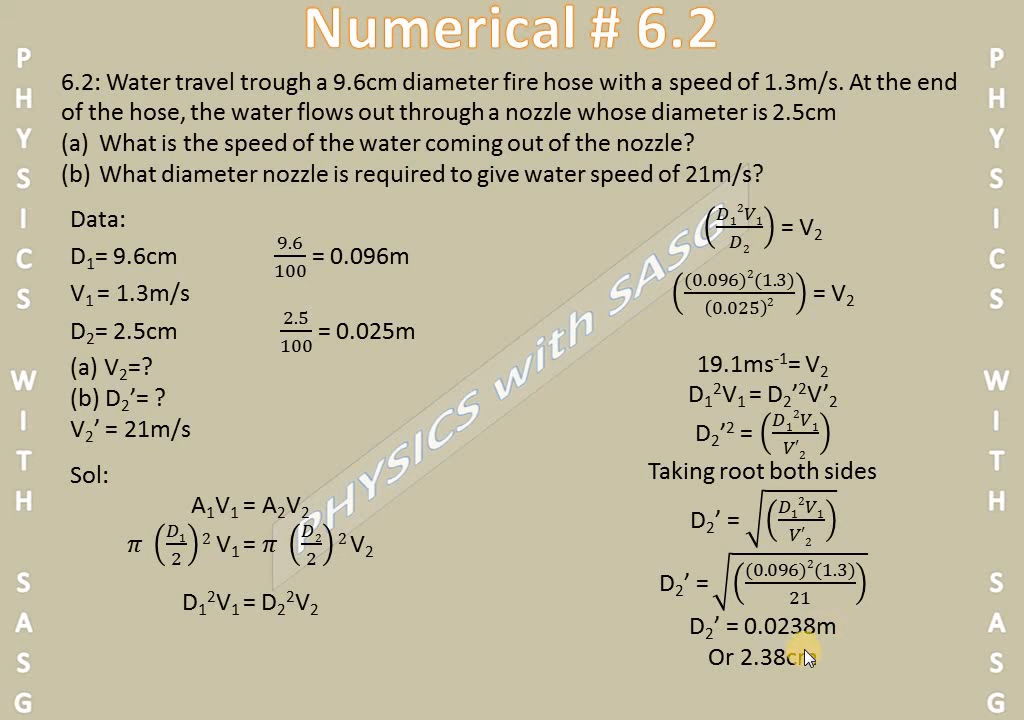 Numerical # 6.2
6.2: Water travel trough a 9.6cm diameter fire hose with a speed of 1.3m/s. At the end
of the hose, the water flows out through a nozzle whose diameter is 2.5cm
(a) What is the speed of the water coming out of the nozzle?
(b) What diameter nozzle is required to give water speed of 21m/s?
Data:
D₁= 9.6cm 9.6/100 = 0.096m
V₁ = 1.3m/s
D₂= 2.5cm 2.5/100 = 0.025m
(a) V₂=?
(b) D₂’= ?
V₂’ = 21m/s
Sol:
A₁V₁ = A₂V₂
π (D₁/2)² V₁ = π (D₂/2)² V₂
D₁²V₁ = D₂²V₂
(D₁²V₁/D₂) = V₂
((0.096)²(1.3)/(0.025)²) = V₂
19.1ms⁻¹= V₂
D₁²V₁ = D₂’²V’₂
D₂’² = (D₁²V₁/V’₂)
Taking root both sides
D₂’ = √(D₁²V₁/V’₂)
D₂’ = √((0.096)²(1.3)/21)
D₂’ = 0.0238m
Or 2.38cm
PHYSICS with SASG
PHYSICS WITH SASG
PHYSICS WITH SASG